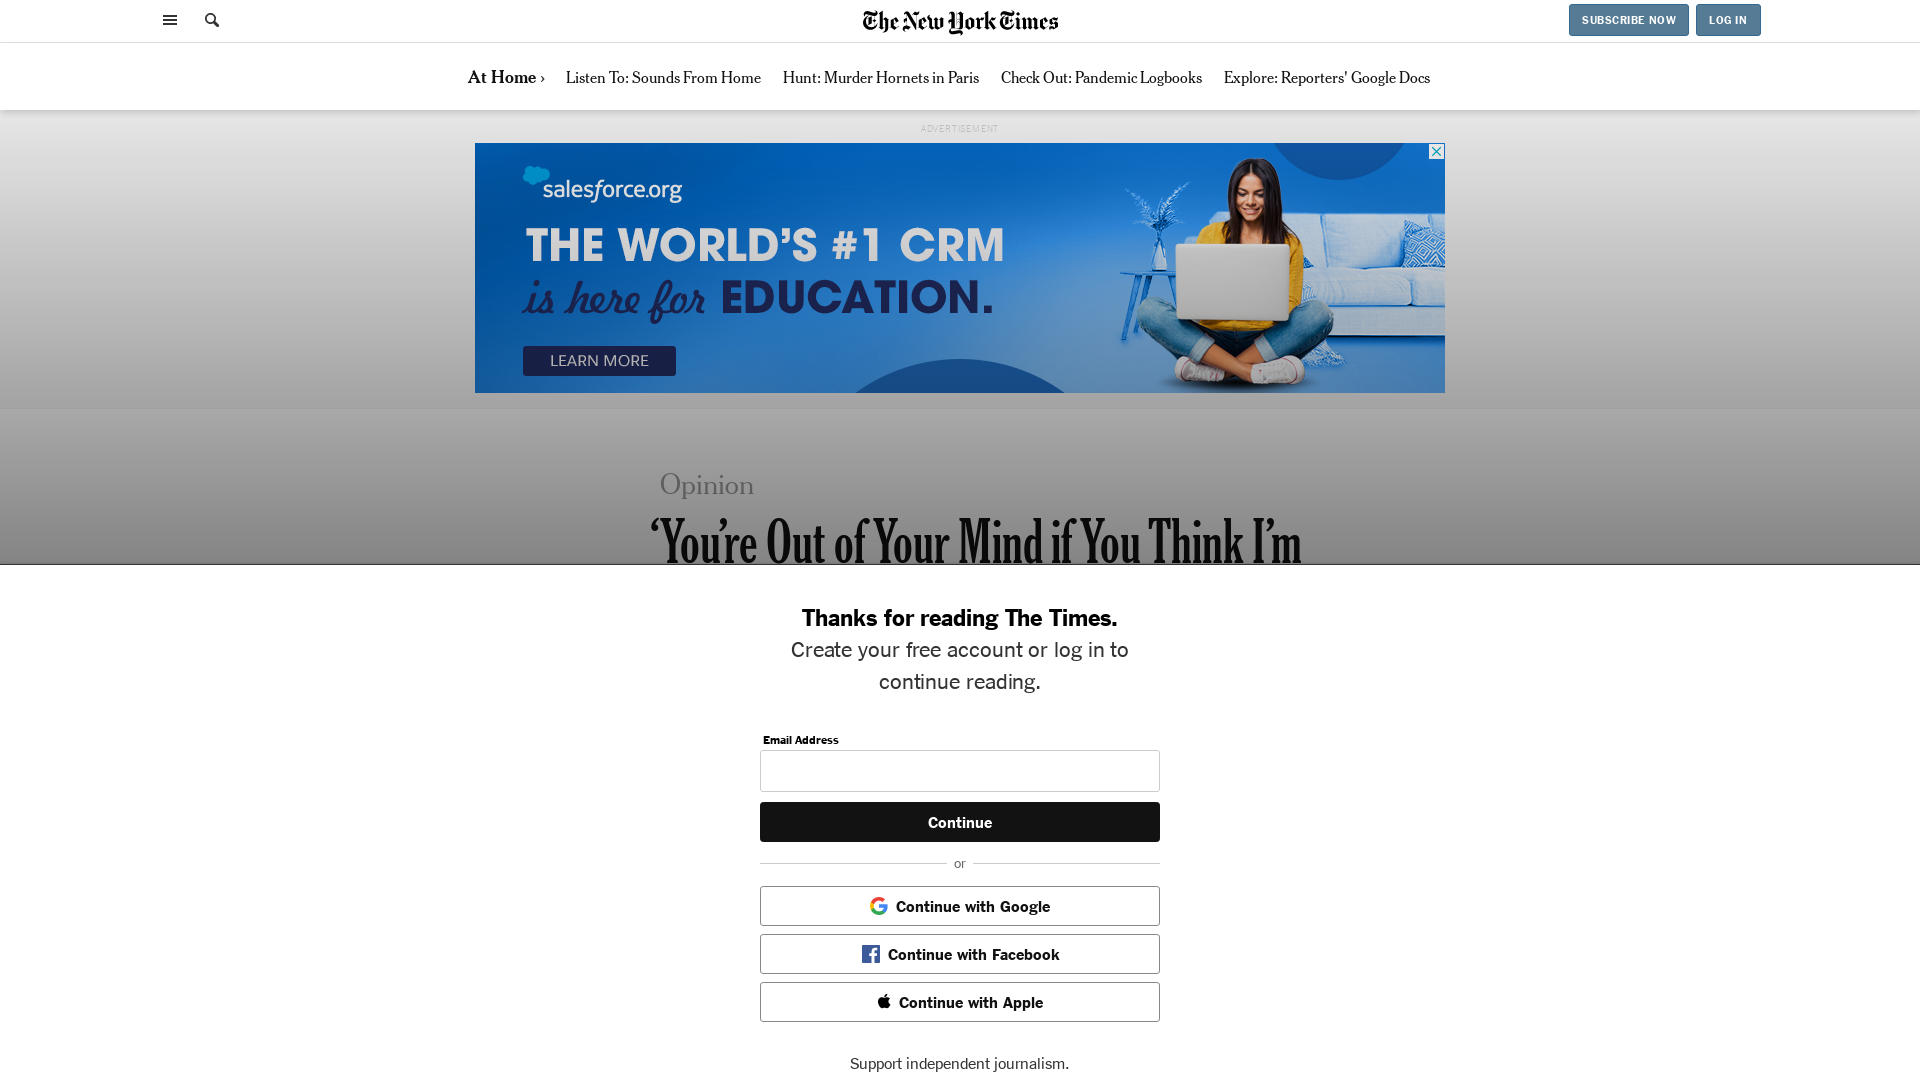 The New York Times
SUBSCRIBE NOW
LOG IN
At Home ›
Listen To: Sounds From Home
Hunt: Murder Hornets in Paris
Check Out: Pandemic Logbooks
Explore: Reporters' Google Docs
ADVERTISEMENT
salesforce.org
THE WORLD'S #1 CRM
is here for EDUCATION.
LEARN MORE
Opinion
‘You’re Out of Your Mind if You Think I’m
Thanks for reading The Times.
Create your free account or log in to
continue reading.
Email Address
Continue
or
Continue with Google
Continue with Facebook
Continue with Apple
Support independent journalism.